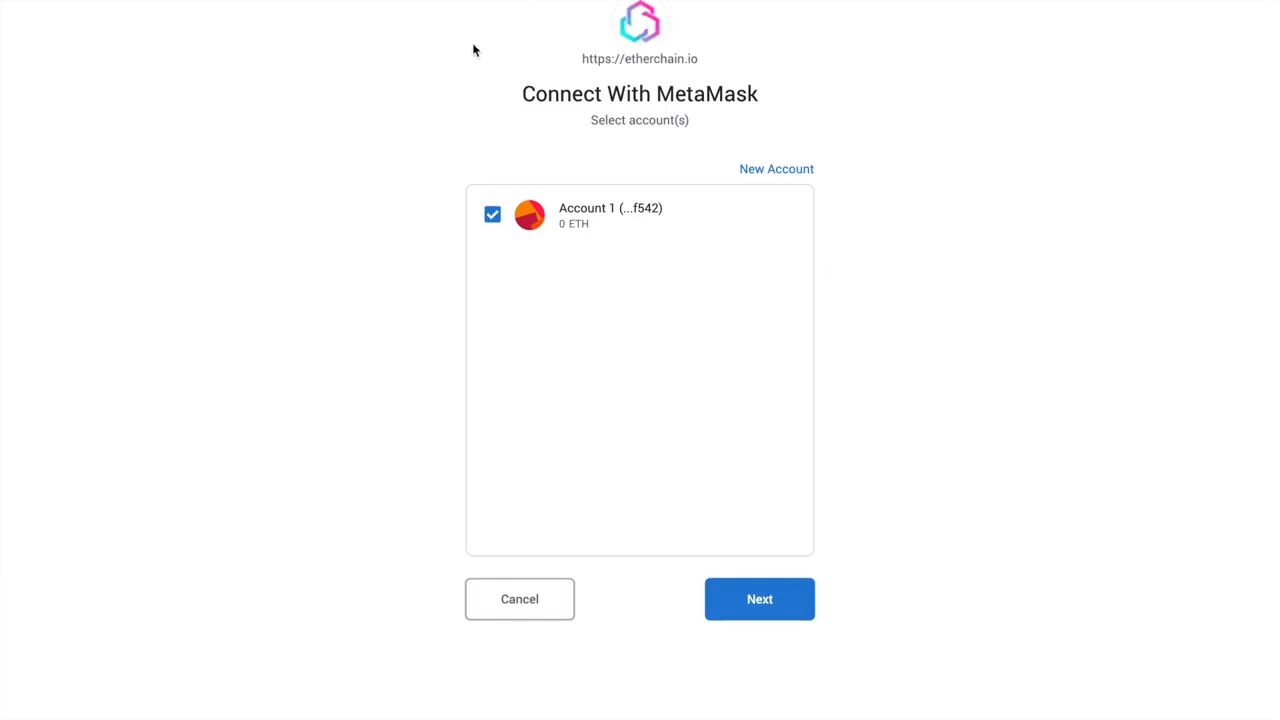 https://etherchain.io
Connect With MetaMask
Select account(s)
New Account
Account 1 (...f542)
0 ETH
Cancel
Next